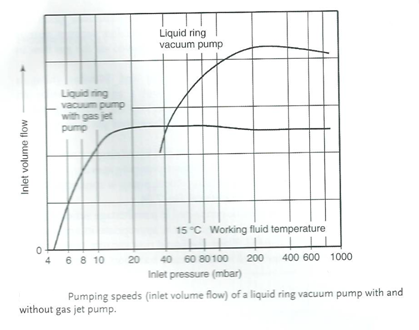 Liquid ring
vacuum pump
Liquid ring
vacuum pump
with gas jet
pump
Inlet volume flow
15 °C Working fluid temperature
0
4 6 8 10 20 40 60 80 100 200 400 600 1000
Inlet pressure (mbar)
Pumping speeds (inlet volume flow) of a liquid ring vacuum pump with and
without gas jet pump.